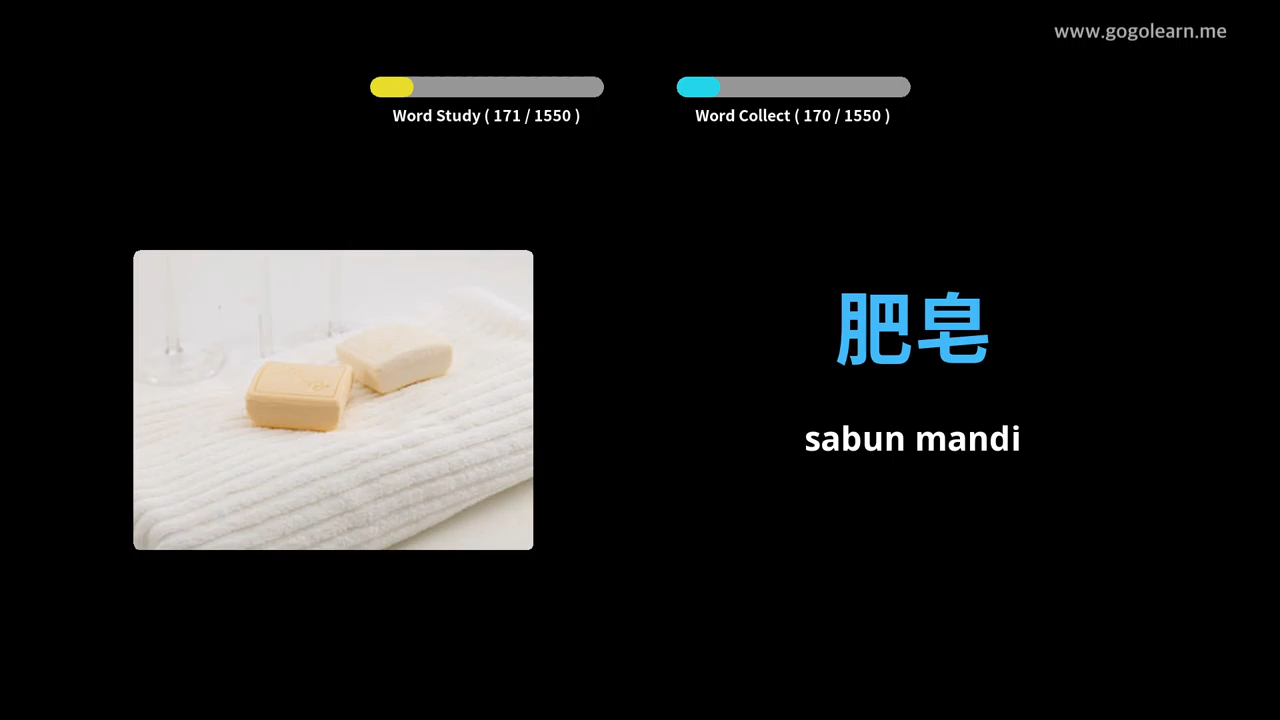 www.gogolearn.me
Word Study ( 171 / 1550 )
Word Collect ( 170 / 1550 )
肥皂
sabun mandi